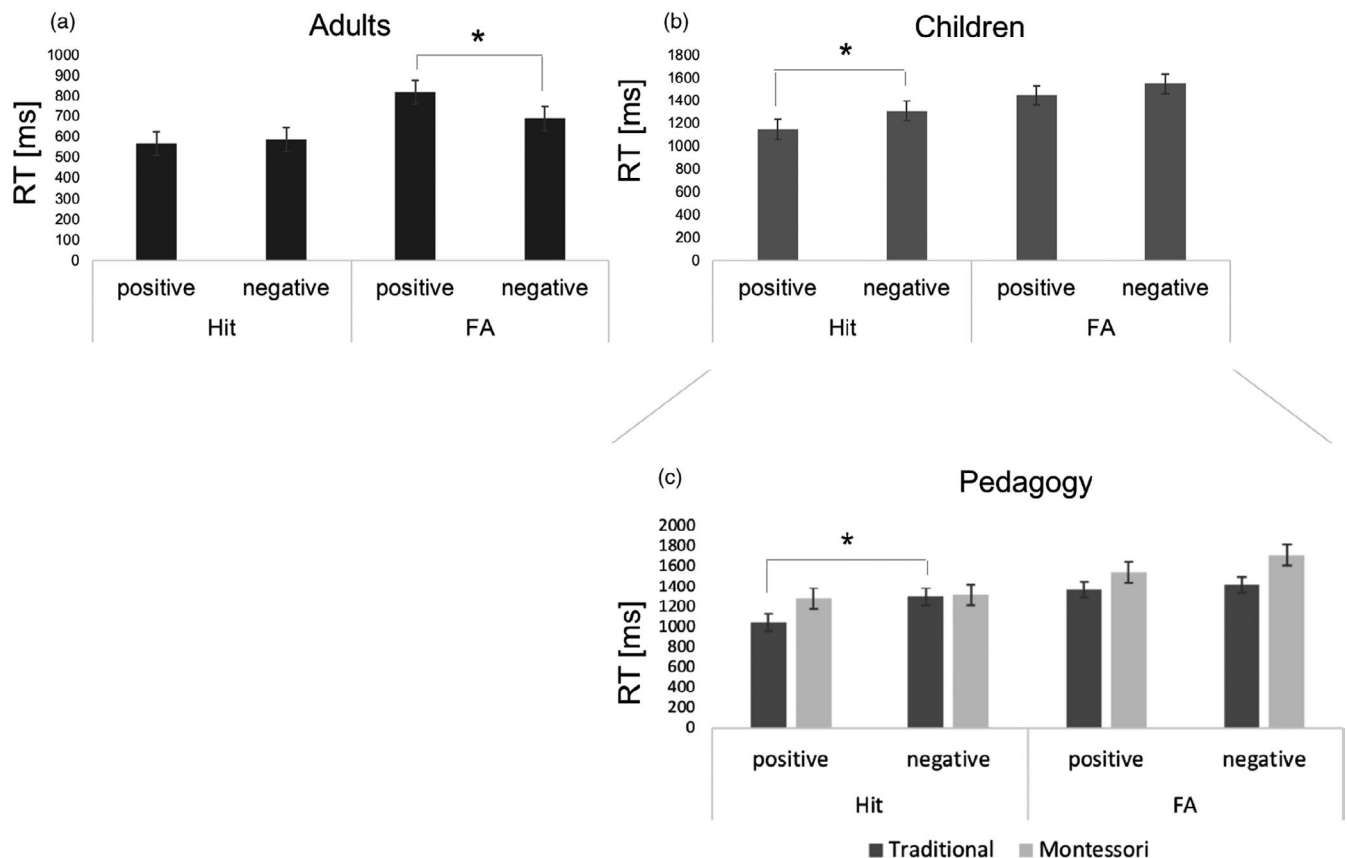 (a)
Adults
RT [ms]
1000
900
800
700
600
500
400
300
200
100
0
*
positive negative positive negative
Hit FA
(b)
Children
RT [ms]
1800
1600
1400
1200
1000
800
600
400
200
0
*
positive negative positive negative
Hit FA
(c)
Pedagogy
RT [ms]
2000
1800
1600
1400
1200
1000
800
600
400
200
0
*
positive negative positive negative
Hit FA
Traditional Montessori